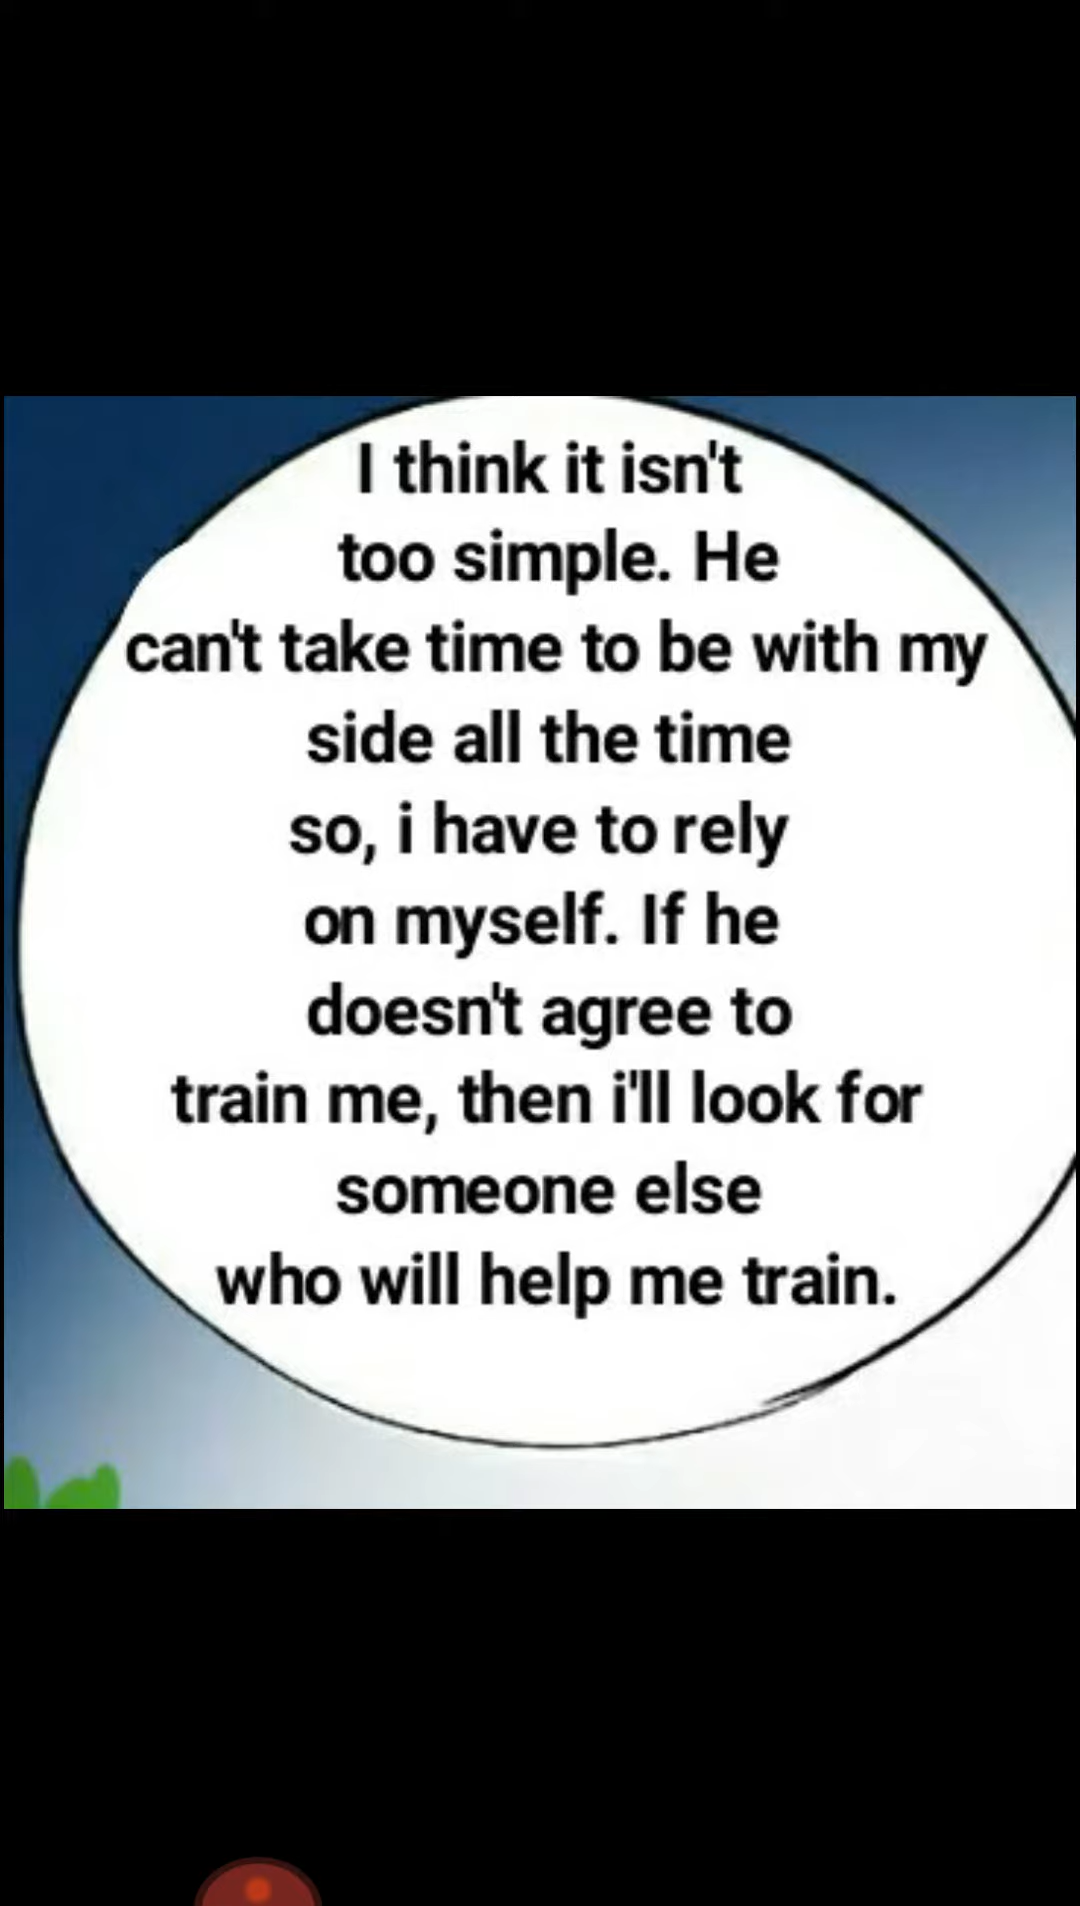 I think it isn't
too simple. He
can't take time to be with my
side all the time
so, i have to rely
on myself. If he
doesn't agree to
train me, then i'll look for
someone else
who will help me train.